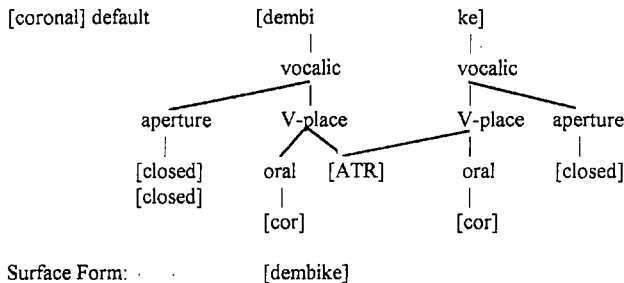 [coronal] default [dembi ke]
vocalic vocalic
aperture V-place V-place aperture
[closed] oral [ATR] oral [closed]
[closed]
[cor] [cor]
Surface Form: [dembike]